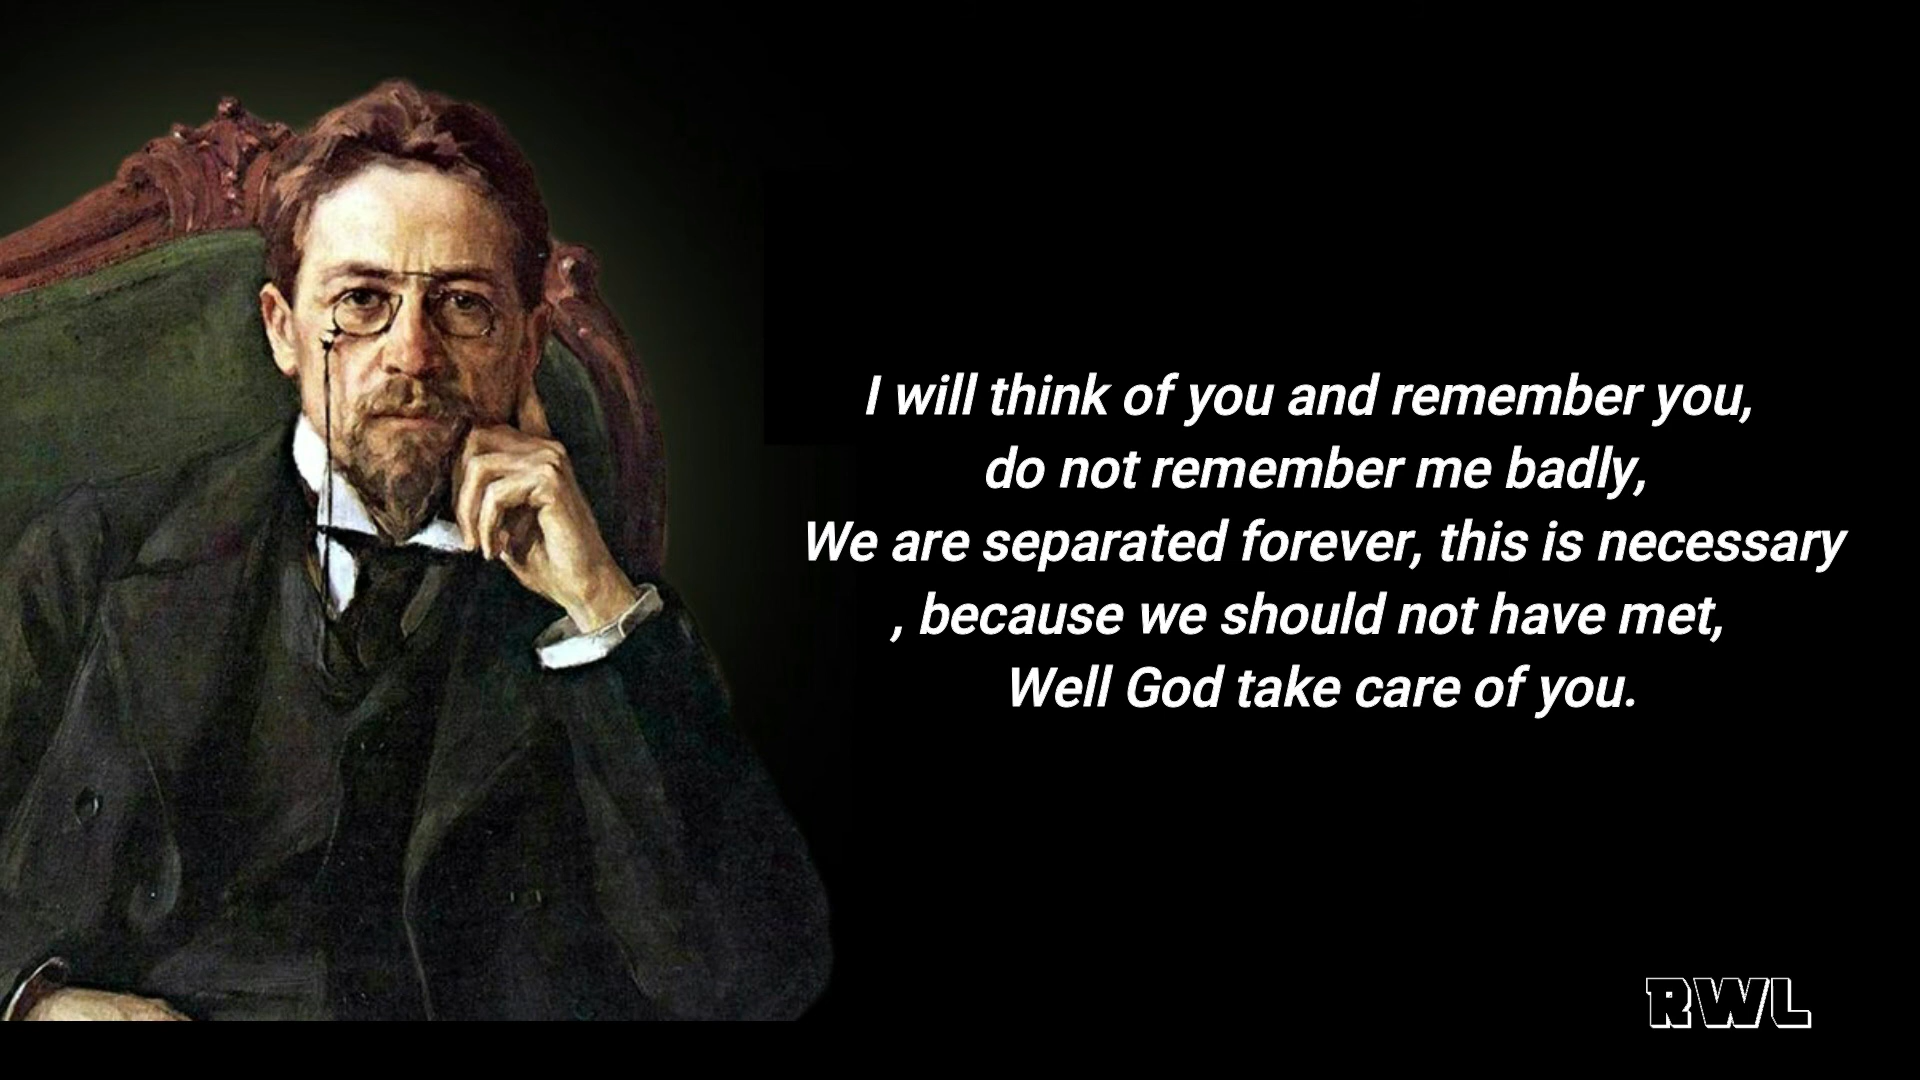 I will think of you and remember you,
do not remember me badly,
We are separated forever, this is necessary
, because we should not have met,
Well God take care of you.
RWL